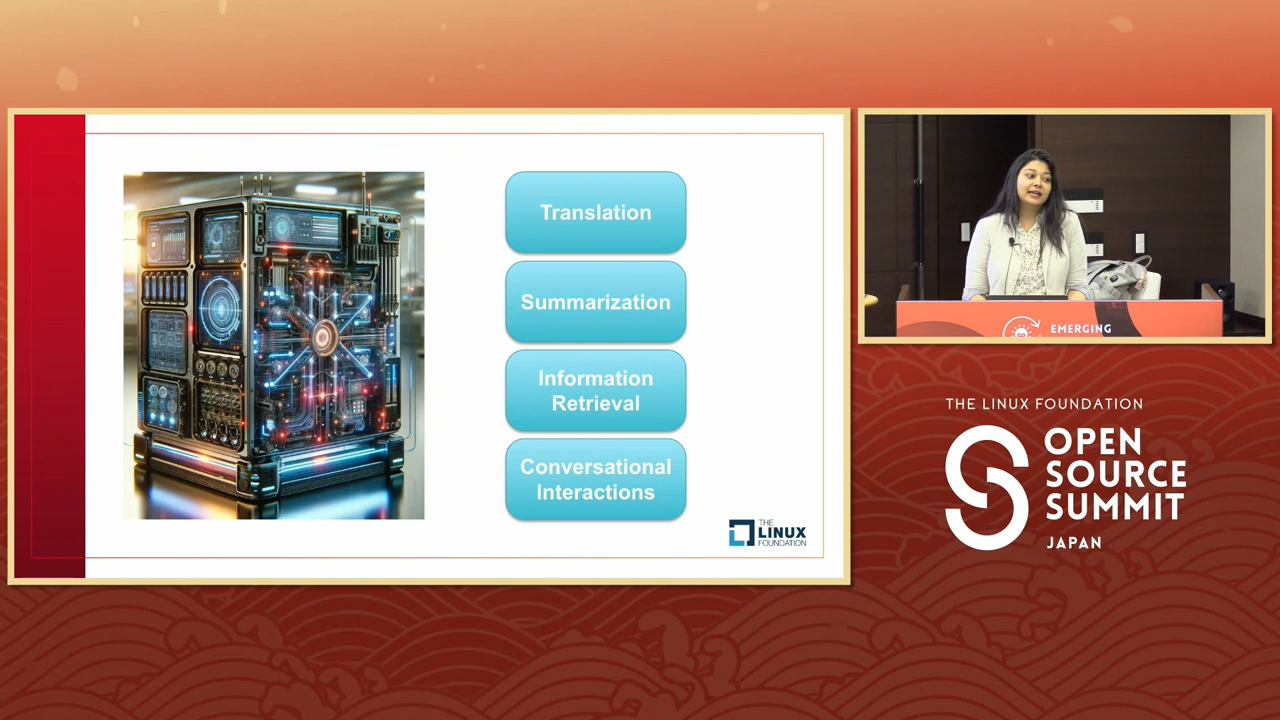 Translation
Summarization
Information
Retrieval
Conversational
Interactions
THE
LINUX
FOUNDATION
EMERGING
THE LINUX FOUNDATION
OPEN
SOURCE
SUMMIT
JAPAN